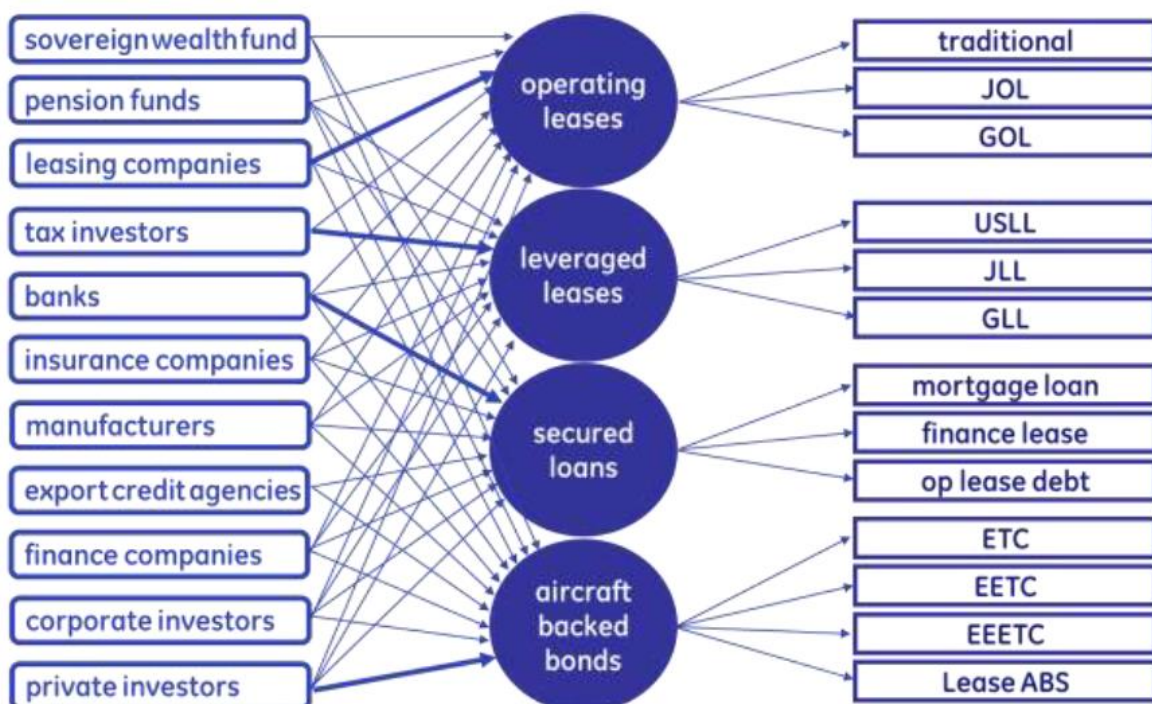 sovereign wealth fund
pension funds
leasing companies
tax investors
banks
insurance companies
manufacturers
export credit agencies
finance companies
corporate investors
private investors
operating
leases
leveraged
leases
secured
loans
aircraft
backed
bonds
traditional
JOL
GOL
USLL
JLL
GLL
mortgage loan
finance lease
op lease debt
ETC
EETC
EEETC
Lease ABS